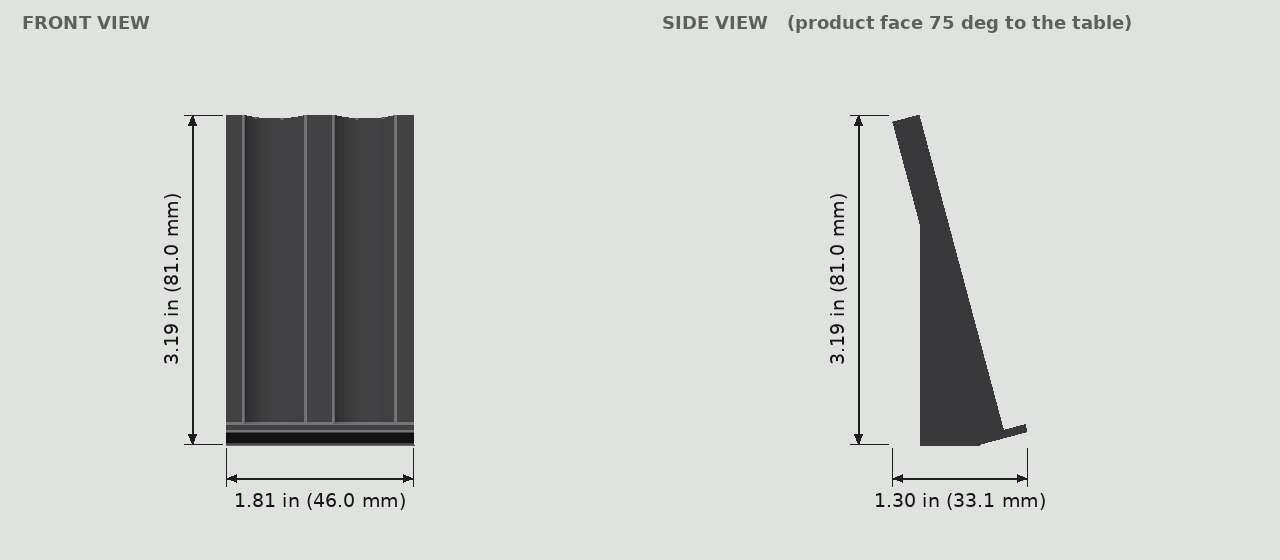 FRONT VIEW
SIDE VIEW (product face 75 deg to the table)
3.19 in (81.0 mm)
3.19 in (81.0 mm)
1.81 in (46.0 mm)
1.30 in (33.1 mm)